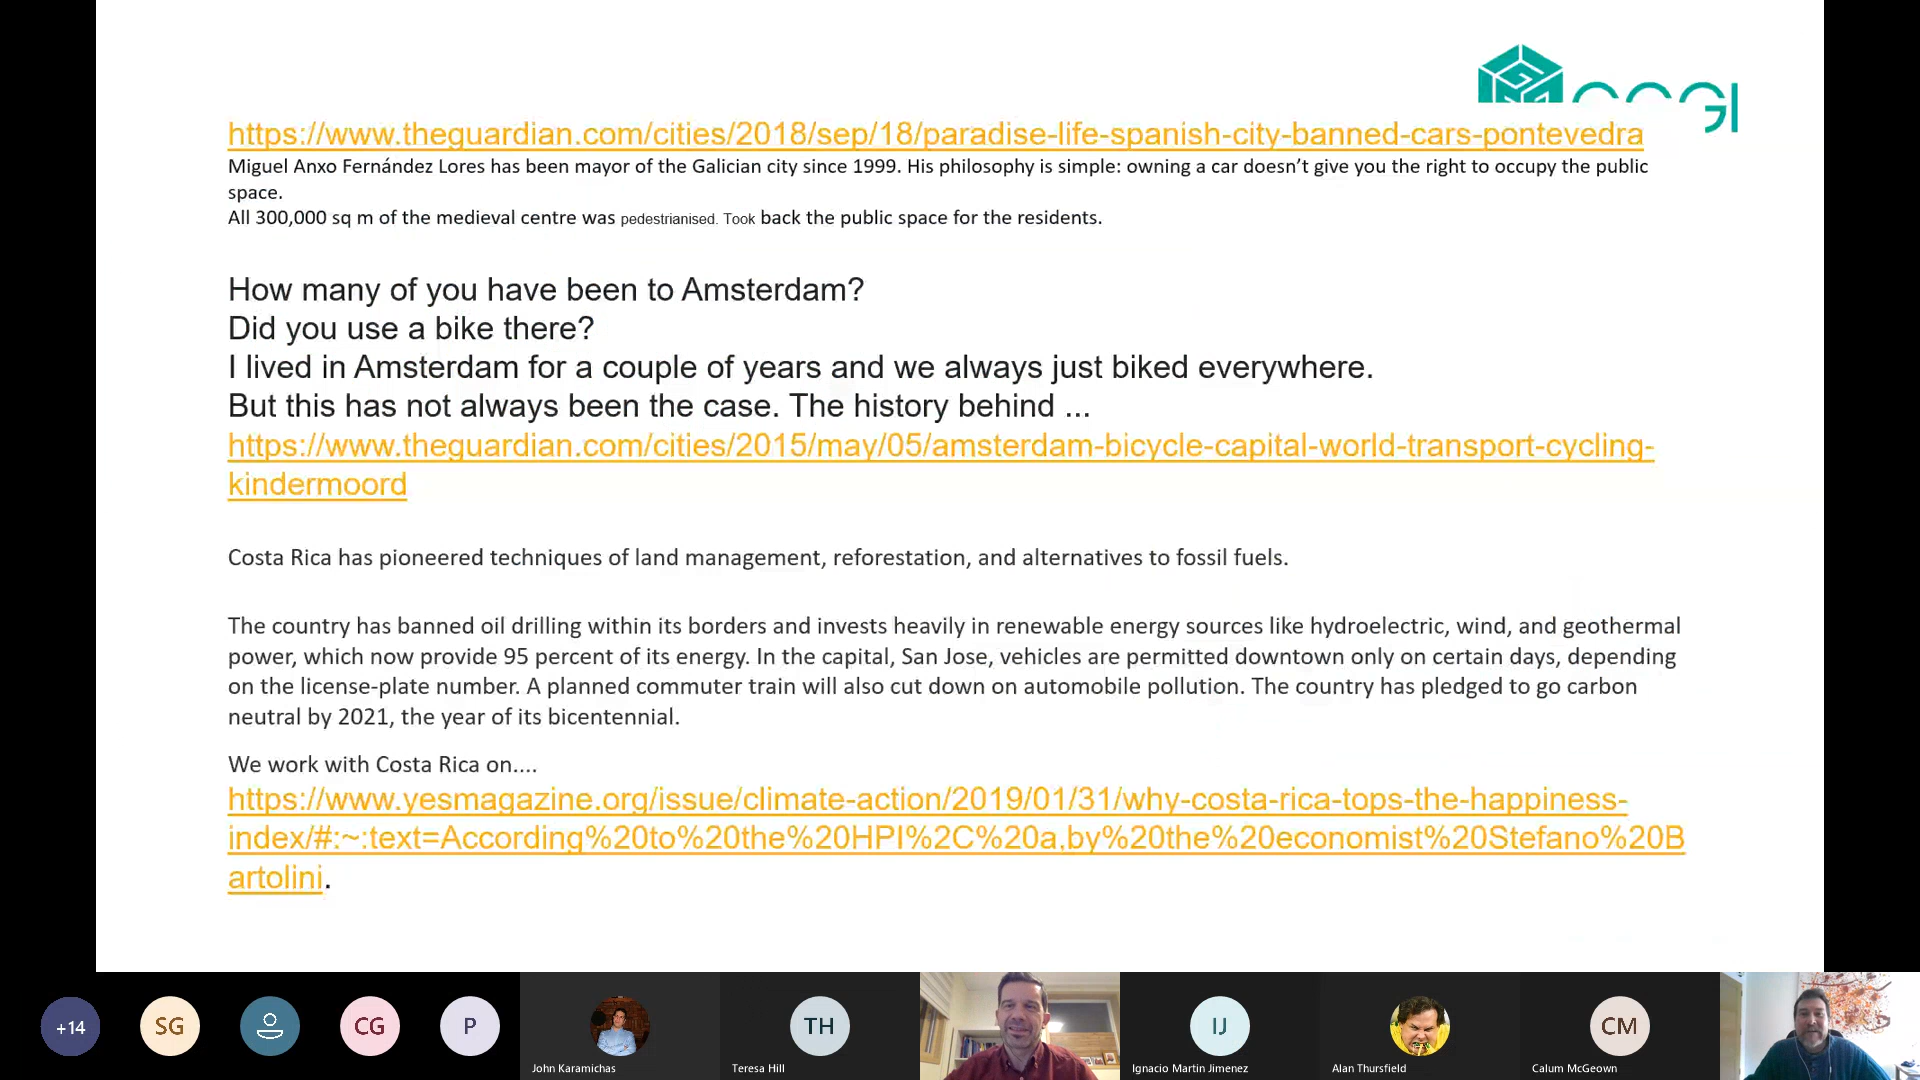 https://www.theguardian.com/cities/2018/sep/18/paradise-life-spanish-city-banned-cars-pontevedra
Miguel Anxo Fernández Lores has been mayor of the Galician city since 1999. His philosophy is simple: owning a car doesn’t give you the right to occupy the public
space.
All 300,000 sq m of the medieval centre was pedestrianised. Took back the public space for the residents.
How many of you have been to Amsterdam?
Did you use a bike there?
I lived in Amsterdam for a couple of years and we always just biked everywhere.
But this has not always been the case. The history behind ...
https://www.theguardian.com/cities/2015/may/05/amsterdam-bicycle-capital-world-transport-cycling-
kindermoord
Costa Rica has pioneered techniques of land management, reforestation, and alternatives to fossil fuels.
The country has banned oil drilling within its borders and invests heavily in renewable energy sources like hydroelectric, wind, and geothermal
power, which now provide 95 percent of its energy. In the capital, San Jose, vehicles are permitted downtown only on certain days, depending
on the license-plate number. A planned commuter train will also cut down on automobile pollution. The country has pledged to go carbon
neutral by 2021, the year of its bicentennial.
We work with Costa Rica on....
https://www.yesmagazine.org/issue/climate-action/2019/01/31/why-costa-rica-tops-the-happiness-
index/#:~:text=According%20to%20the%20HPI%2C%20a,by%20the%20economist%20Stefano%20B
artolini.
+14
SG
CG
P
John Karamichas
TH
Teresa Hill
IJ
Ignacio Martin Jimenez
Alan Thursfield
CM
Calum McGeown